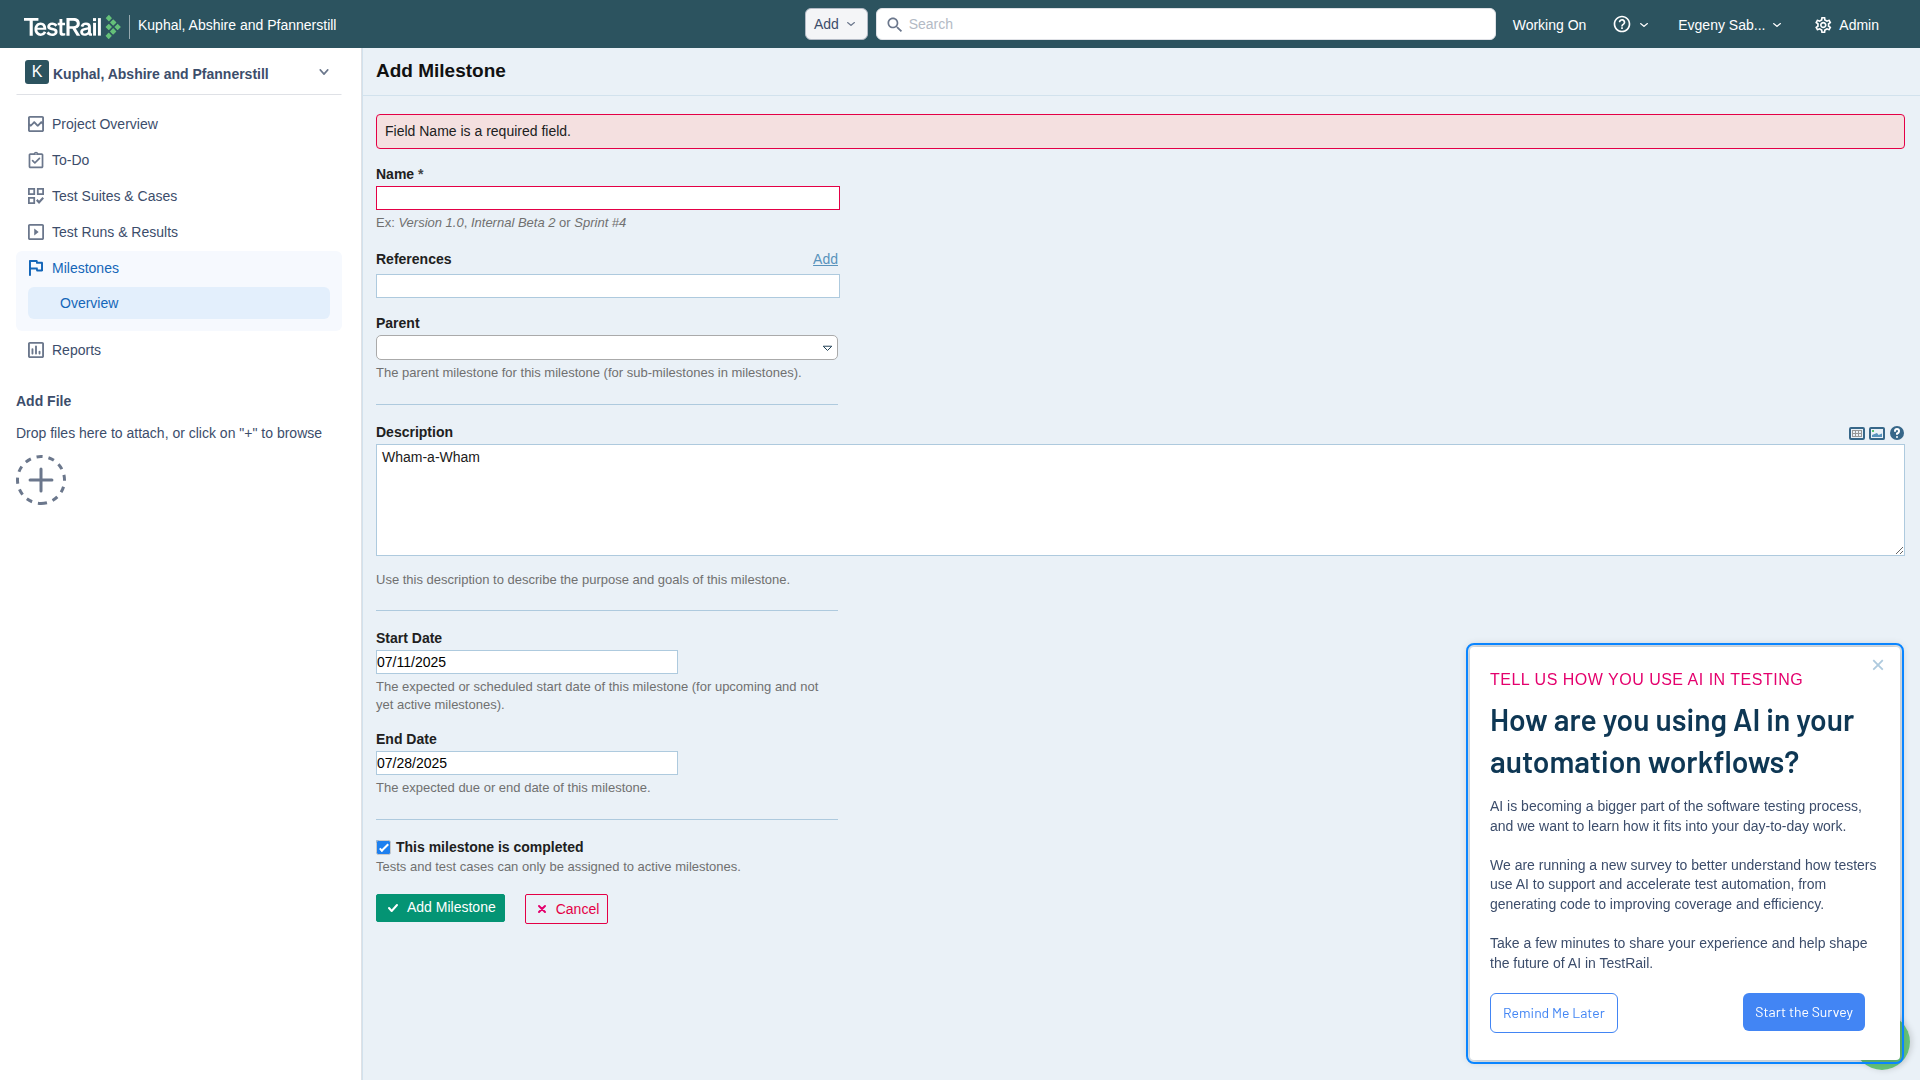 TestRail
Kuphal, Abshire and Pfannerstill
Add
Search
Working On
Evgeny Sab...
Admin
K Kuphal, Abshire and Pfannerstill
Project Overview
To-Do
Test Suites & Cases
Test Runs & Results
Milestones
Overview
Reports
Add File
Drop files here to attach, or click on "+" to browse
Add Milestone
Field Name is a required field.
Name *
Ex: Version 1.0, Internal Beta 2 or Sprint #4
References
Add
Parent
The parent milestone for this milestone (for sub-milestones in milestones).
Description
Wham-a-Wham
Use this description to describe the purpose and goals of this milestone.
Start Date
07/11/2025
The expected or scheduled start date of this milestone (for upcoming and not
yet active milestones).
End Date
07/28/2025
The expected due or end date of this milestone.
This milestone is completed
Tests and test cases can only be assigned to active milestones.
Add Milestone
Cancel
TELL US HOW YOU USE AI IN TESTING
How are you using AI in your
automation workflows?
AI is becoming a bigger part of the software testing process,
and we want to learn how it fits into your day-to-day work.
We are running a new survey to better understand how testers
use AI to support and accelerate test automation, from
generating code to improving coverage and efficiency.
Take a few minutes to share your experience and help shape
the future of AI in TestRail.
Remind Me Later
Start the Survey